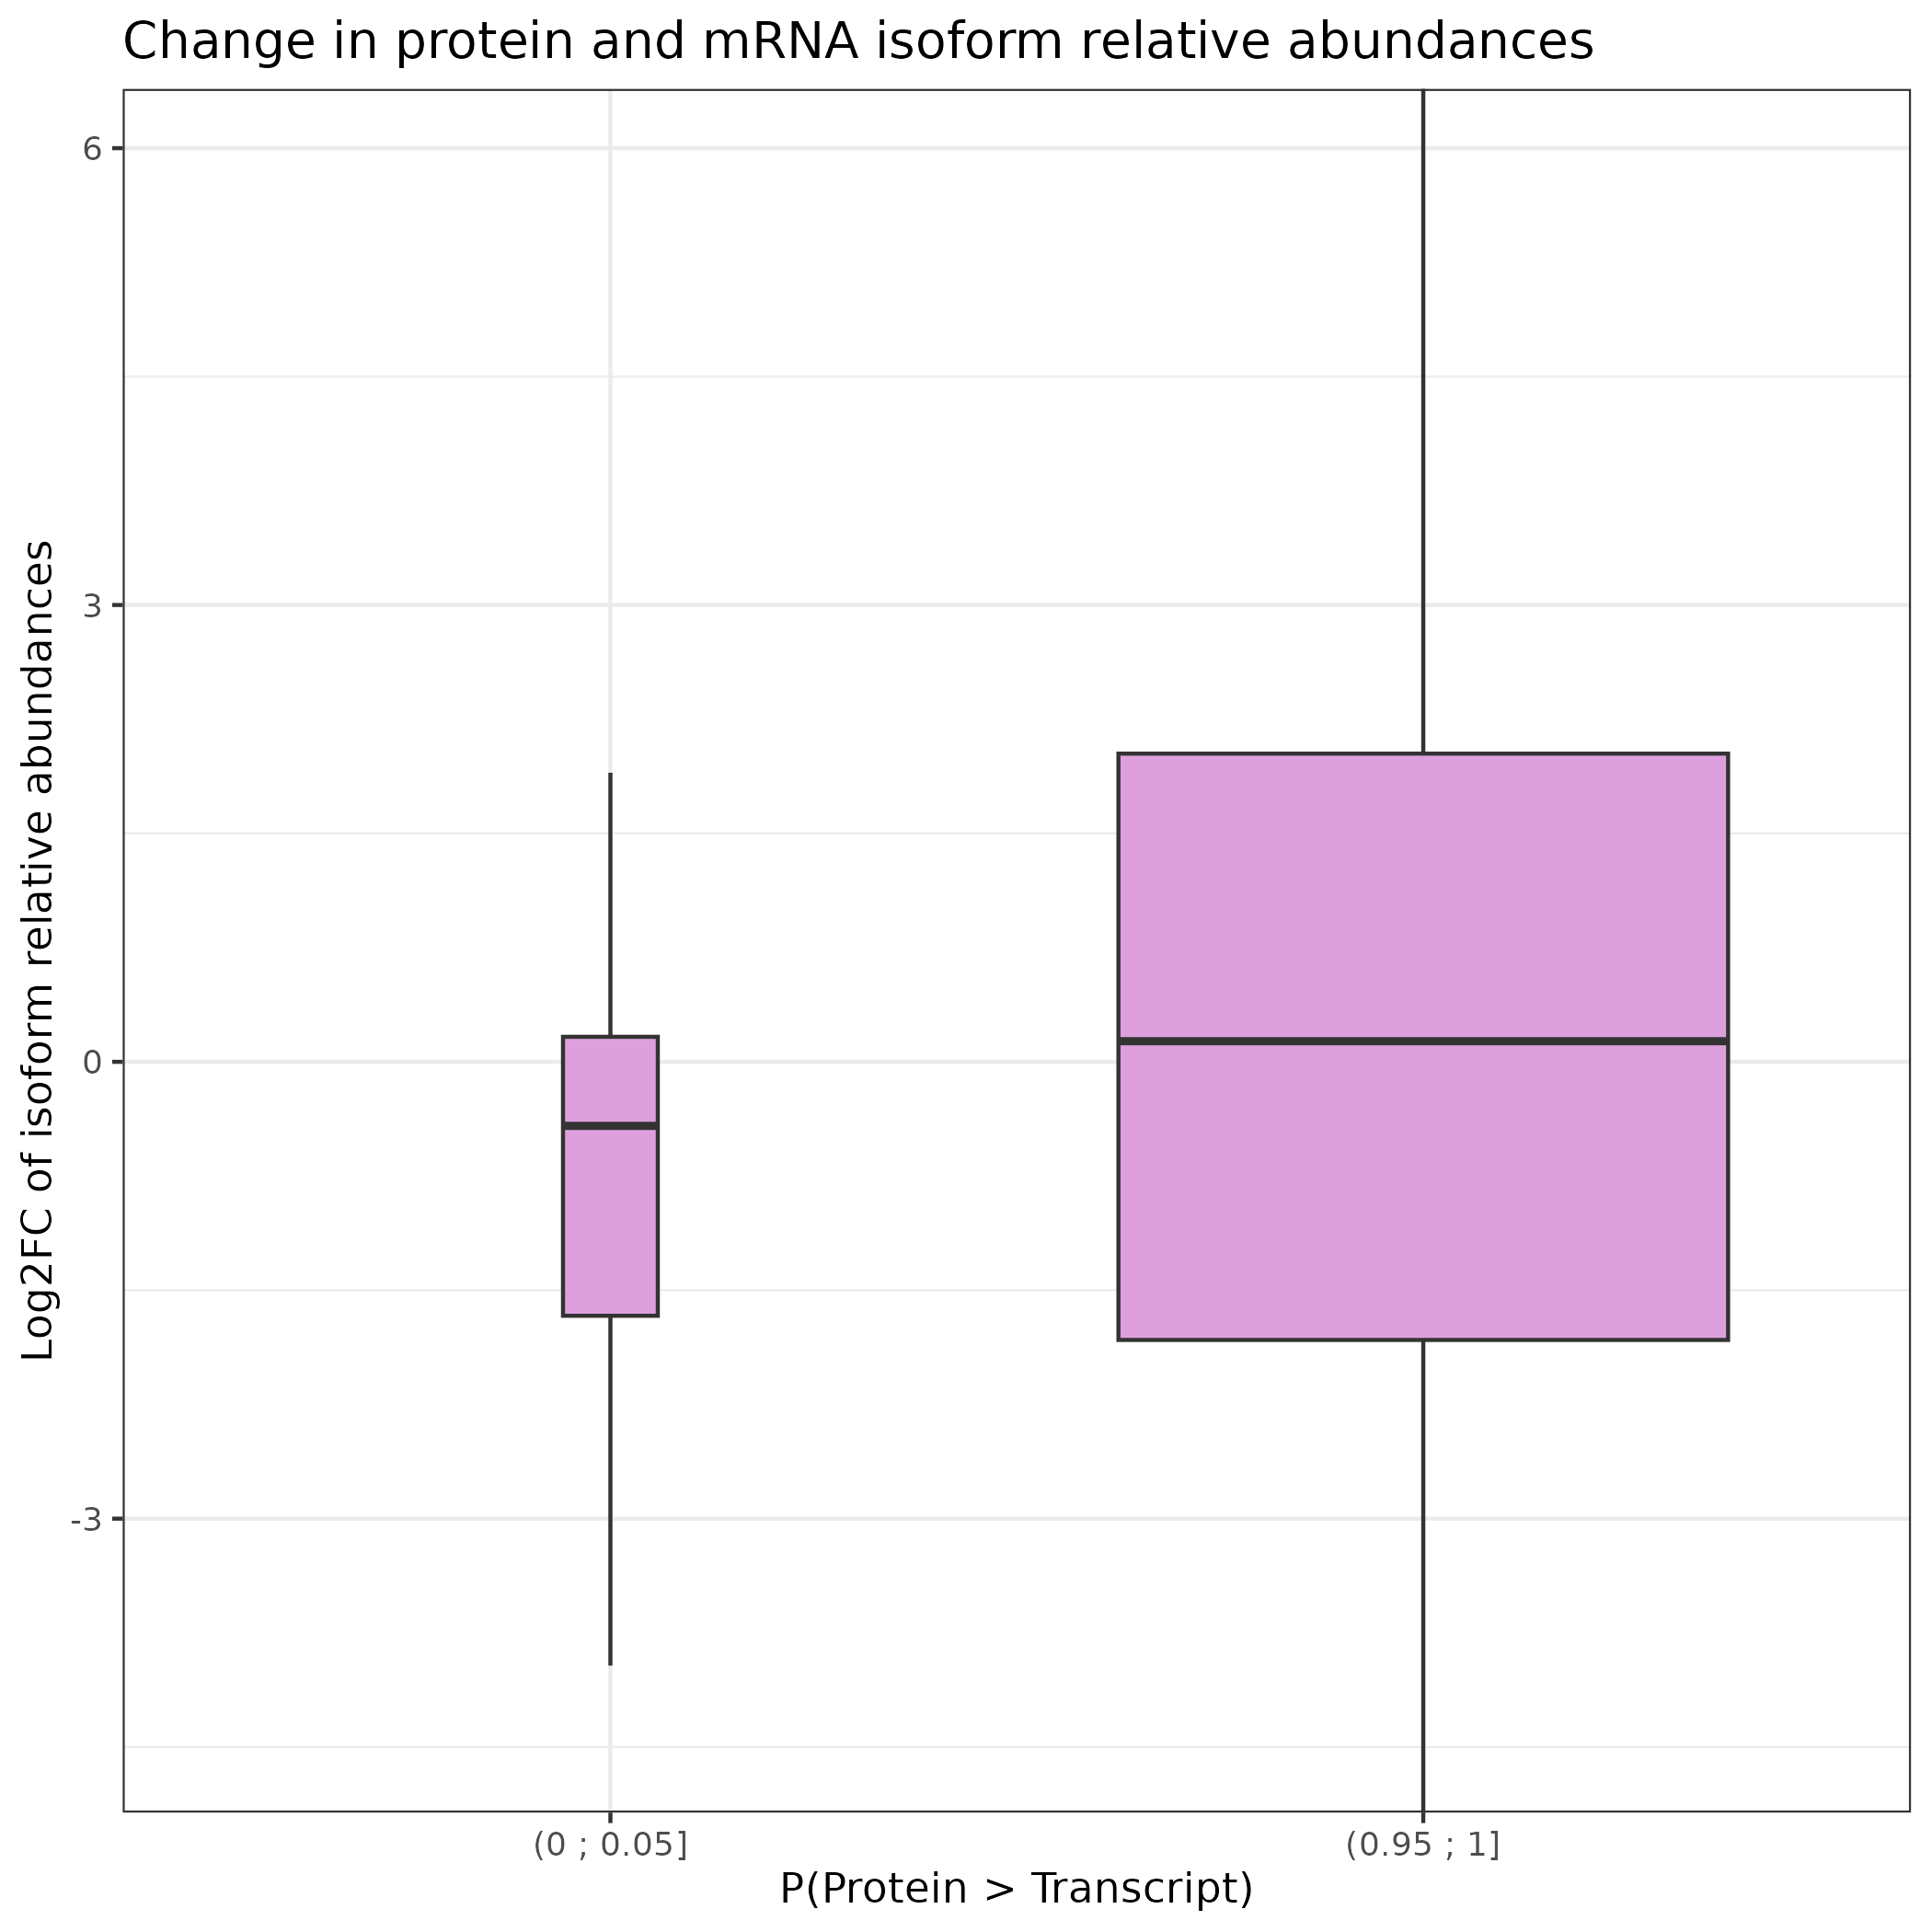 Change in protein and mRNA isoform relative abundances
Log2FC of isoform relative abundances
6
3
0
-3
(0 ; 0.05]
(0.95 ; 1]
P(Protein > Transcript)